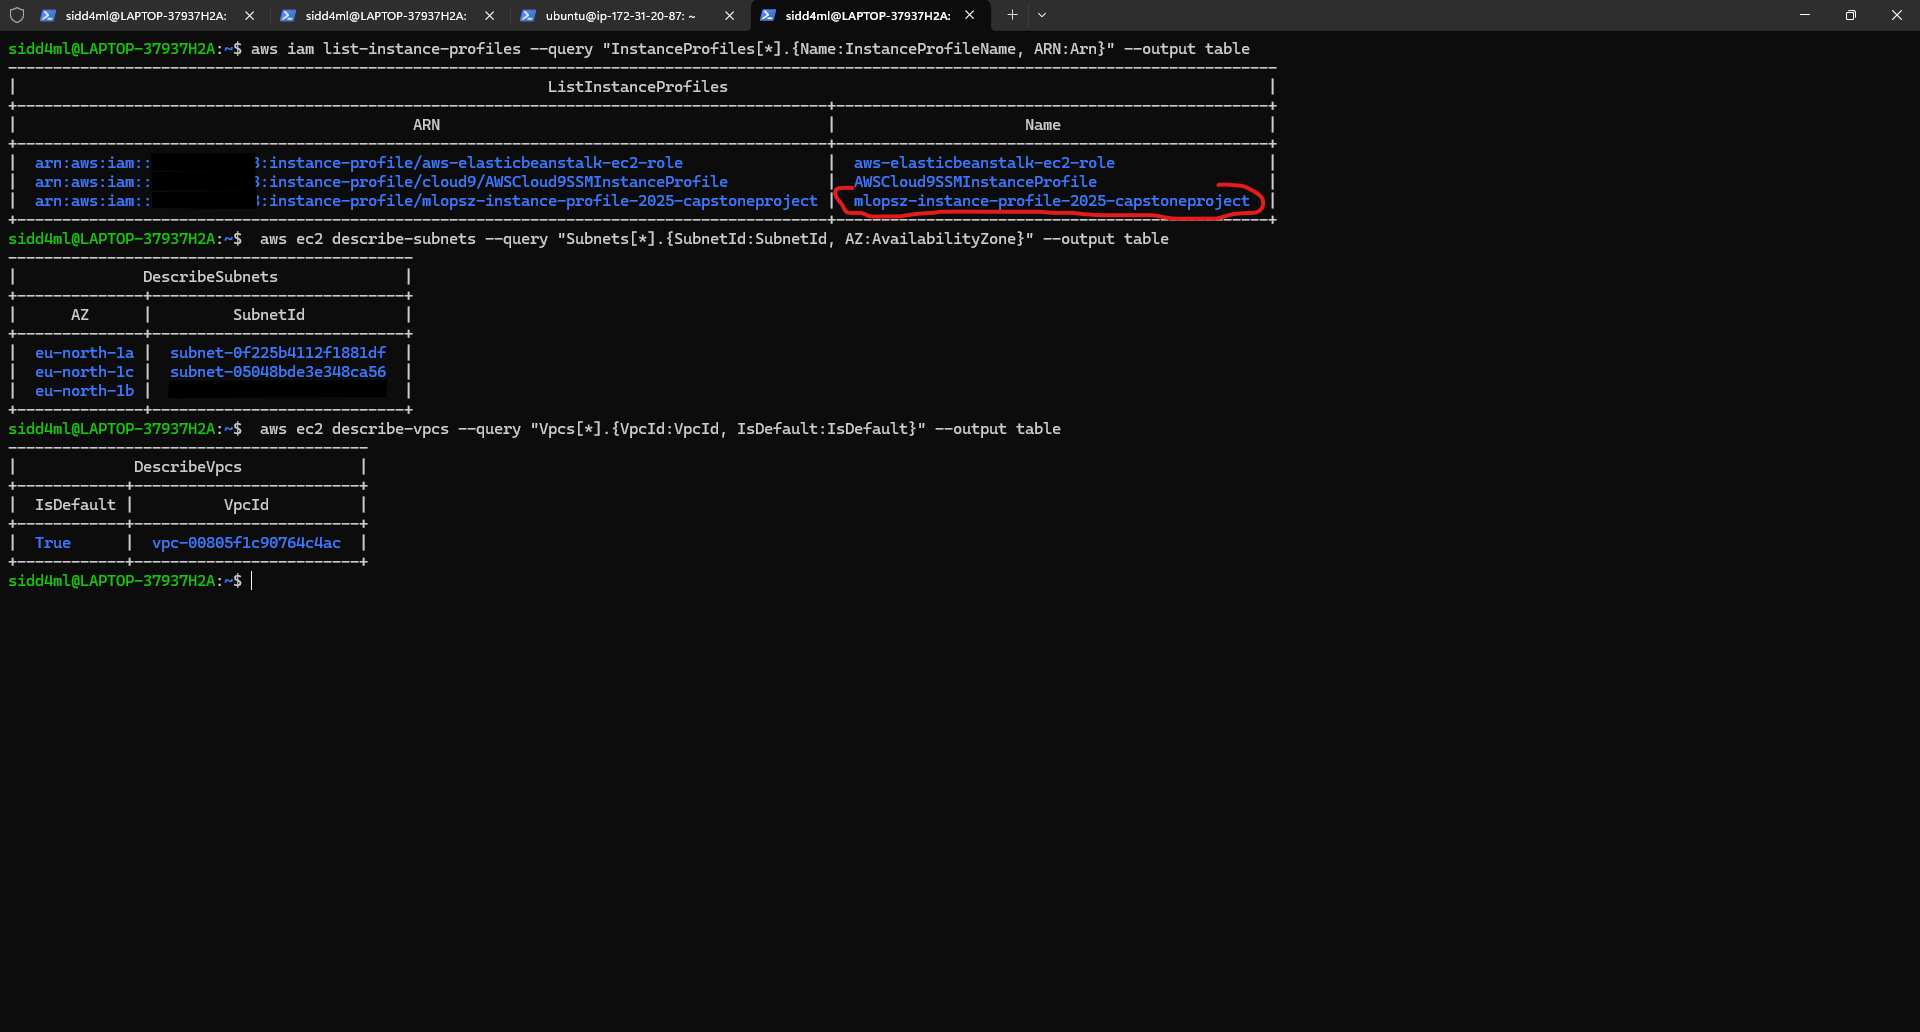 sidd4ml@LAPTOP-37937H2A: sidd4ml@LAPTOP-37937H2A: ubuntu@ip-172-31-20-87: ~ sidd4ml@LAPTOP-37937H2A:
sidd4ml@LAPTOP-37937H2A:~$ aws iam list-instance-profiles --query "InstanceProfiles[*].{Name:InstanceProfileName, ARN:Arn}" --output table
ListInstanceProfiles
ARN | Name
arn:aws:iam:: 3:instance-profile/aws-elasticbeanstalk-ec2-role | aws-elasticbeanstalk-ec2-role
arn:aws:iam:: 3:instance-profile/cloud9/AWSCloud9SSMInstanceProfile | AWSCloud9SSMInstanceProfile
arn:aws:iam:: 3:instance-profile/mlopsz-instance-profile-2025-capstoneproject | mlopsz-instance-profile-2025-capstoneproject
sidd4ml@LAPTOP-37937H2A:~$ aws ec2 describe-subnets --query "Subnets[*].{SubnetId:SubnetId, AZ:AvailabilityZone}" --output table
DescribeSubnets
AZ | SubnetId
eu-north-1a | subnet-0f225b4112f1881df
eu-north-1c | subnet-05048bde3e348ca56
eu-north-1b |
sidd4ml@LAPTOP-37937H2A:~$ aws ec2 describe-vpcs --query "Vpcs[*].{VpcId:VpcId, IsDefault:IsDefault}" --output table
DescribeVpcs
IsDefault | VpcId
True | vpc-00805f1c90764c4ac
sidd4ml@LAPTOP-37937H2A:~$